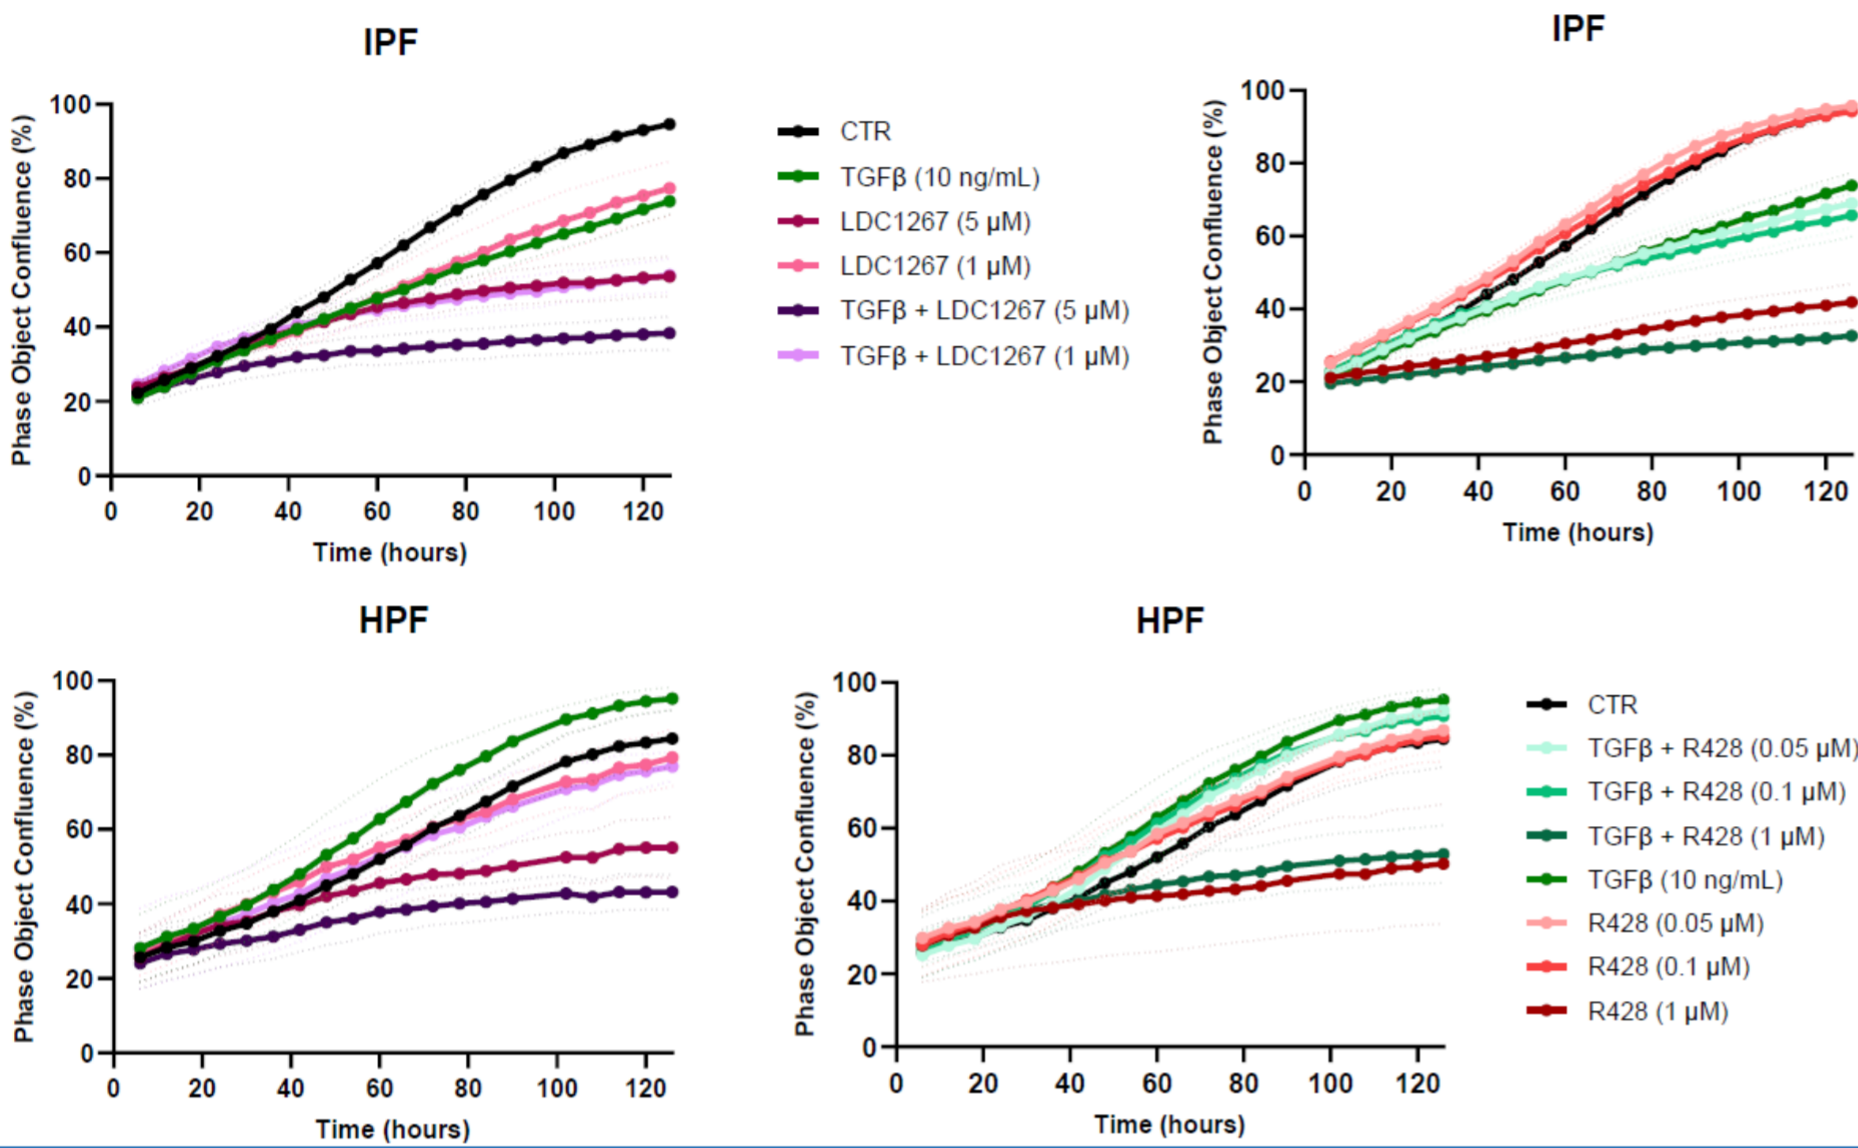 IPF
Phase Object Confluence (%)
100
80
60
40
20
0
0 20 40 60 80 100 120
Time (hours)
CTR
TGFβ (10 ng/mL)
LDC1267 (5 µM)
LDC1267 (1 µM)
TGFβ + LDC1267 (5 µM)
TGFβ + LDC1267 (1 µM)
IPF
Phase Object Confluence (%)
100
80
60
40
20
0
0 20 40 60 80 100 120
Time (hours)
HPF
Phase Object Confluence (%)
100
80
60
40
20
0
0 20 40 60 80 100 120
Time (hours)
HPF
Phase Object Confluence (%)
100
80
60
40
20
0
0 20 40 60 80 100 120
Time (hours)
CTR
TGFβ + R428 (0.05 µM)
TGFβ + R428 (0.1 µM)
TGFβ + R428 (1 µM)
TGFβ (10 ng/mL)
R428 (0.05 µM)
R428 (0.1 µM)
R428 (1 µM)